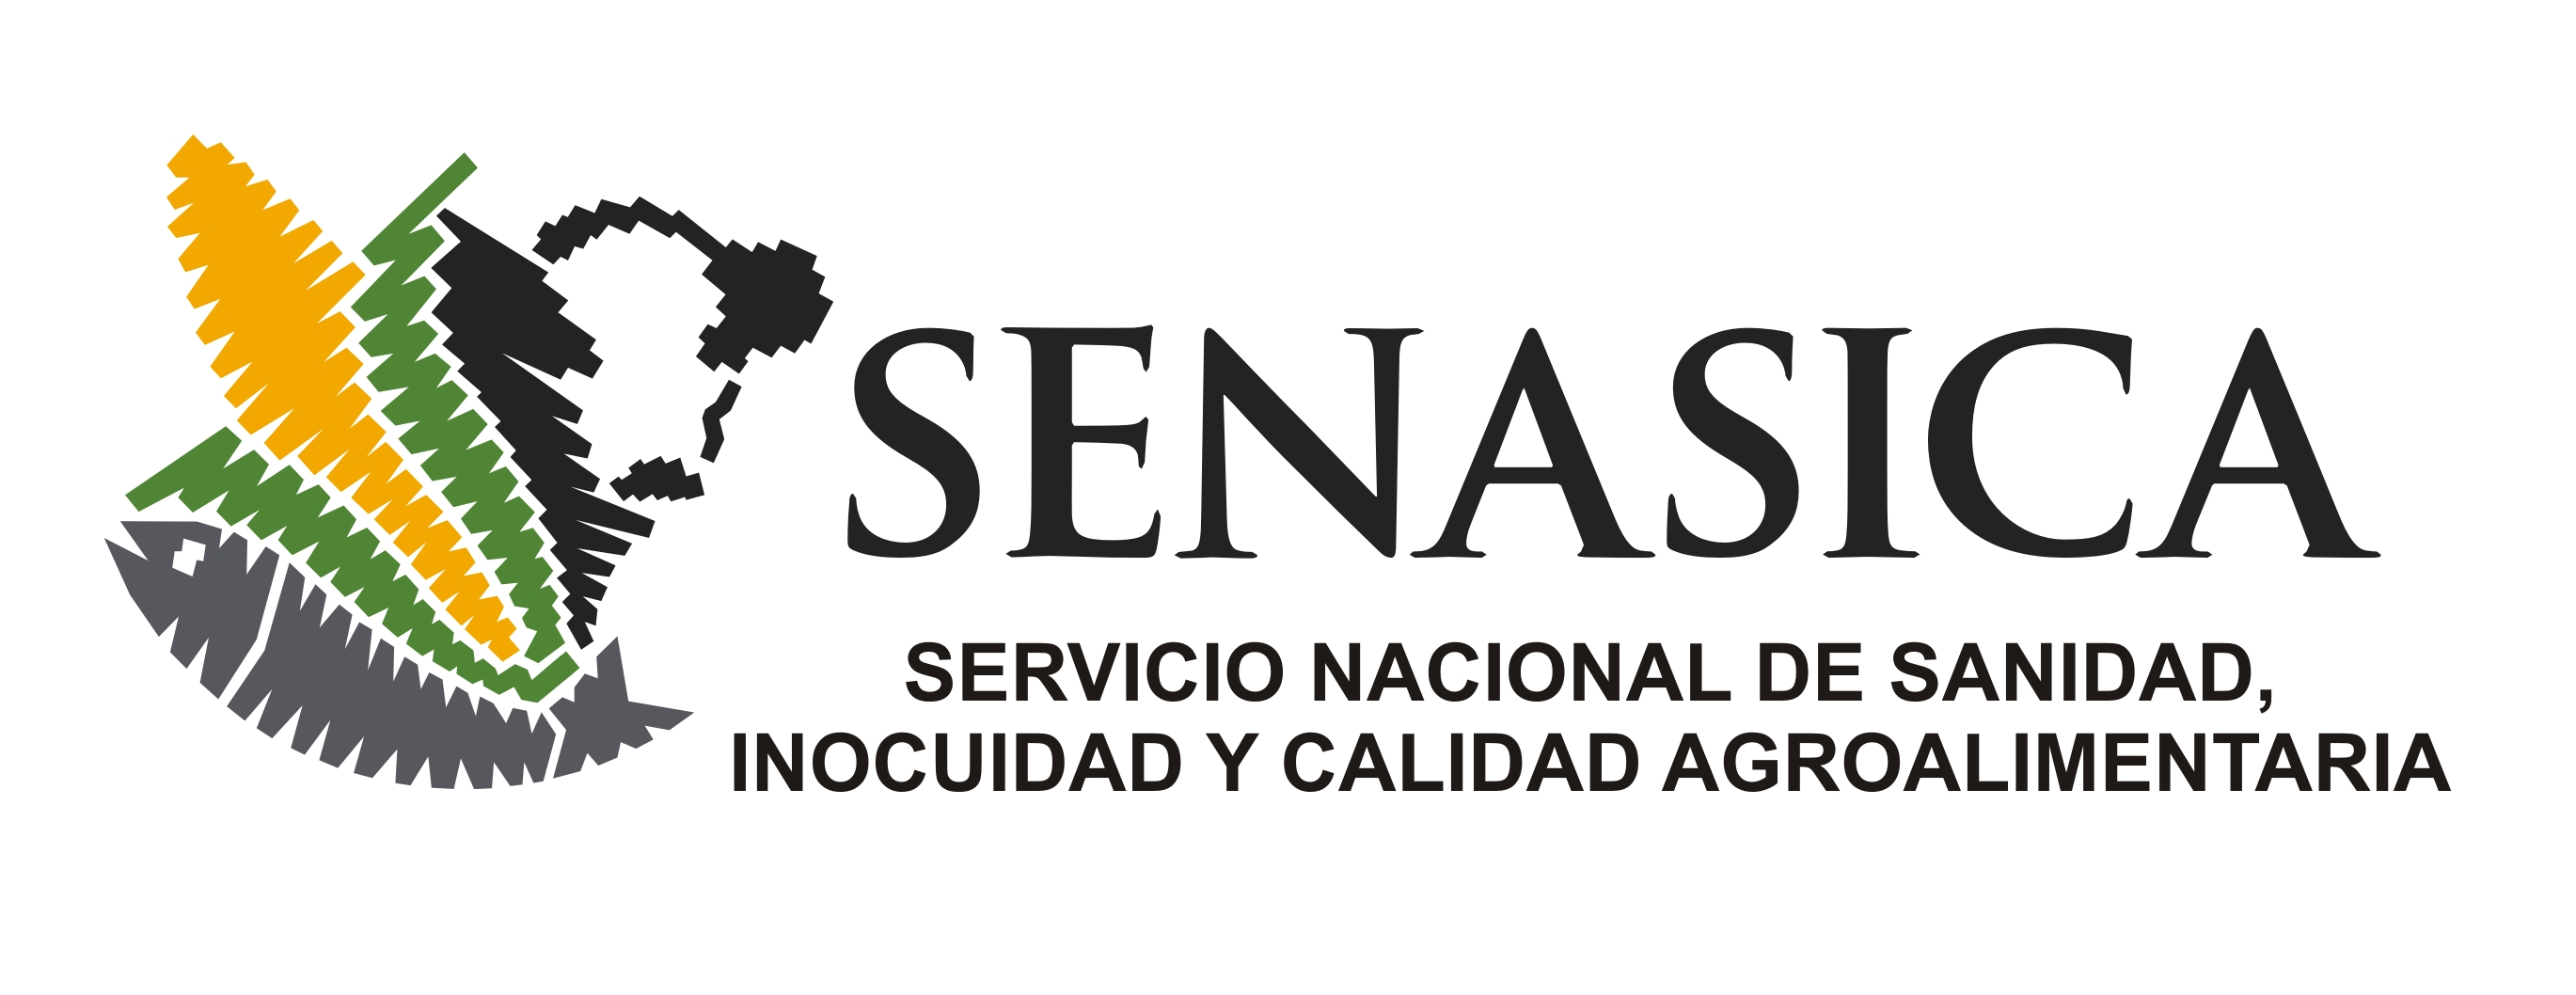 SENASICA
SERVICIO NACIONAL DE SANIDAD,
INOCUIDAD Y CALIDAD AGROALIMENTARIA